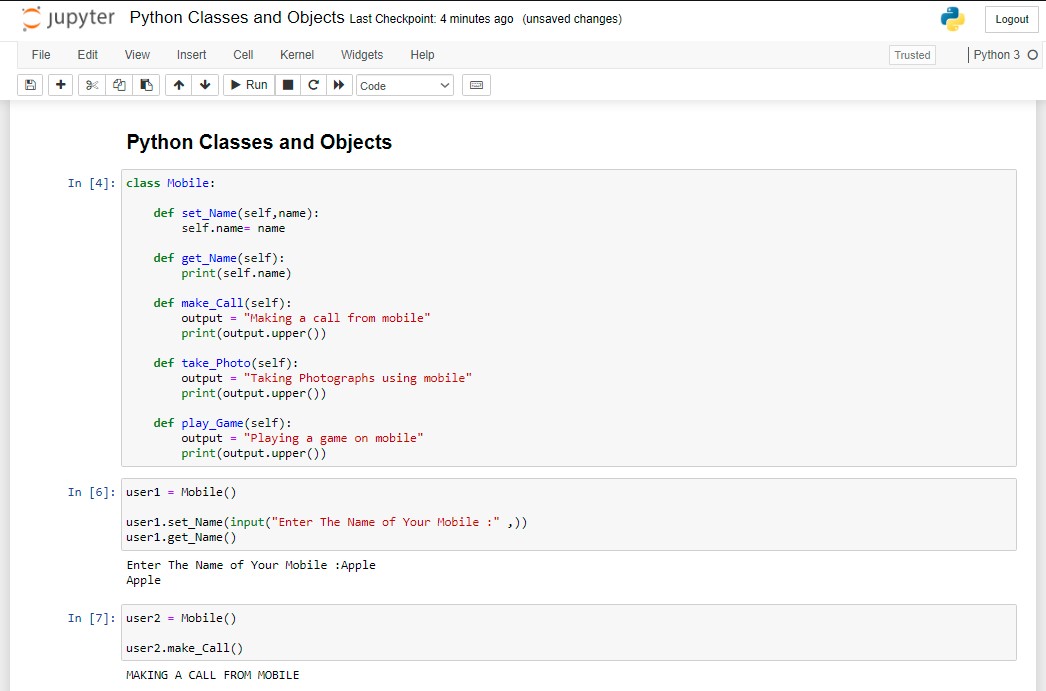 jupyter Python Classes and Objects Last Checkpoint: 4 minutes ago (unsaved changes) Logout
File Edit View Insert Cell Kernel Widgets Help Trusted Python 3
Run Code
Python Classes and Objects
In [4]: class Mobile:
    def set_Name(self,name):
        self.name= name
    def get_Name(self):
        print(self.name)
    def make_Call(self):
        output = "Making a call from mobile"
        print(output.upper())
    def take_Photo(self):
        output = "Taking Photographs using mobile"
        print(output.upper())
    def play_Game(self):
        output = "Playing a game on mobile"
        print(output.upper())
In [6]: user1 = Mobile()
user1.set_Name(input("Enter The Name of Your Mobile :" ,))
user1.get_Name()
Enter The Name of Your Mobile :Apple
Apple
In [7]: user2 = Mobile()
user2.make_Call()
MAKING A CALL FROM MOBILE